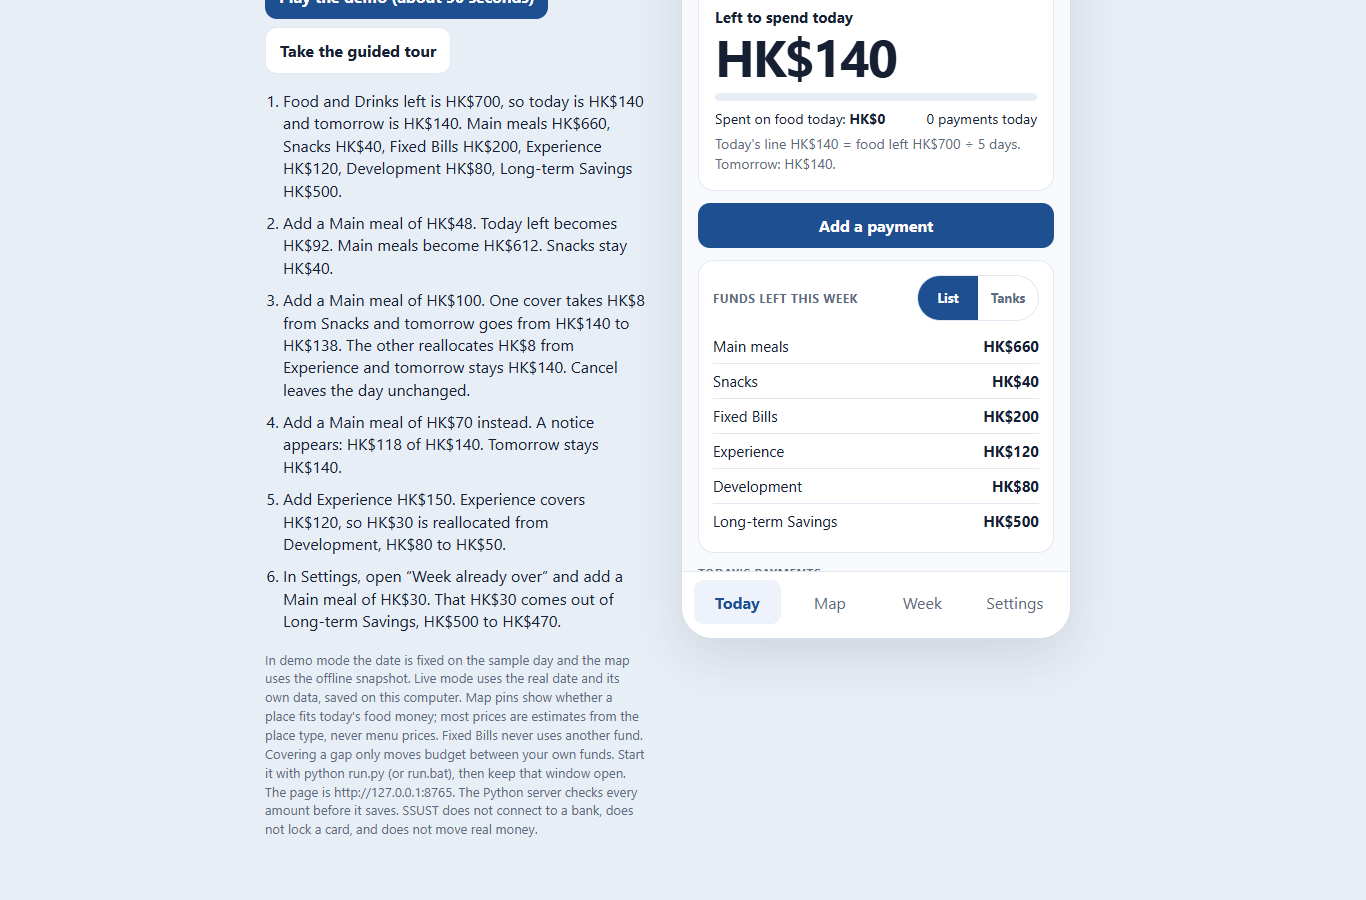 Play the demo (about 90 seconds)
Take the guided tour
1. Food and Drinks left is HK$700, so today is HK$140
and tomorrow is HK$140. Main meals HK$660,
Snacks HK$40, Fixed Bills HK$200, Experience
HK$120, Development HK$80, Long-term Savings
HK$500.
2. Add a Main meal of HK$48. Today left becomes
HK$92. Main meals become HK$612. Snacks stay
HK$40.
3. Add a Main meal of HK$100. One cover takes HK$8
from Snacks and tomorrow goes from HK$140 to
HK$138. The other reallocates HK$8 from
Experience and tomorrow stays HK$140. Cancel
leaves the day unchanged.
4. Add a Main meal of HK$70 instead. A notice
appears: HK$118 of HK$140. Tomorrow stays
HK$140.
5. Add Experience HK$150. Experience covers
HK$120, so HK$30 is reallocated from
Development, HK$80 to HK$50.
6. In Settings, open “Week already over” and add a
Main meal of HK$30. That HK$30 comes out of
Long-term Savings, HK$500 to HK$470.
In demo mode the date is fixed on the sample day and the map
uses the offline snapshot. Live mode uses the real date and its
own data, saved on this computer. Map pins show whether a
place fits today's food money; most prices are estimates from the
place type, never menu prices. Fixed Bills never uses another fund.
Covering a gap only moves budget between your own funds. Start
it with python run.py (or run.bat), then keep that window open.
The page is http://127.0.0.1:8765. The Python server checks every
amount before it saves. SSUST does not connect to a bank, does
not lock a card, and does not move real money.
Left to spend today
HK$140
Spent on food today: HK$0 0 payments today
Today's line HK$140 = food left HK$700 ÷ 5 days.
Tomorrow: HK$140.
Add a payment
FUNDS LEFT THIS WEEK List Tanks
Main meals HK$660
Snacks HK$40
Fixed Bills HK$200
Experience HK$120
Development HK$80
Long-term Savings HK$500
TODAY'S PAYMENTS
Today Map Week Settings